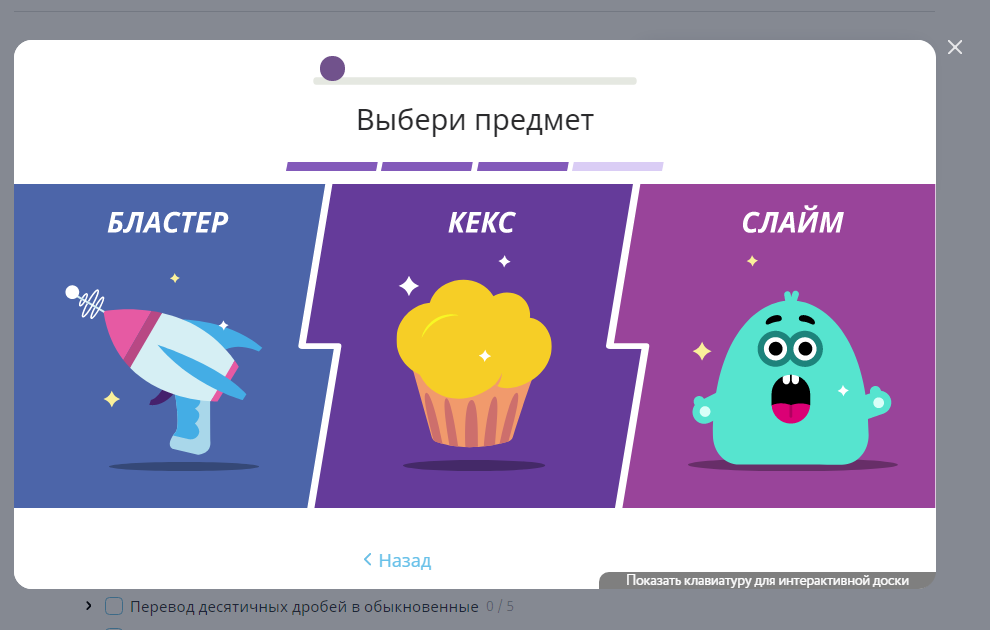 Выбери предмет
БЛАСТЕР
КЕКС
СЛАЙМ
Назад
Показать клавиатуру для интерактивной доски
Перевод десятичных дробей в обыкновенные 0 / 5